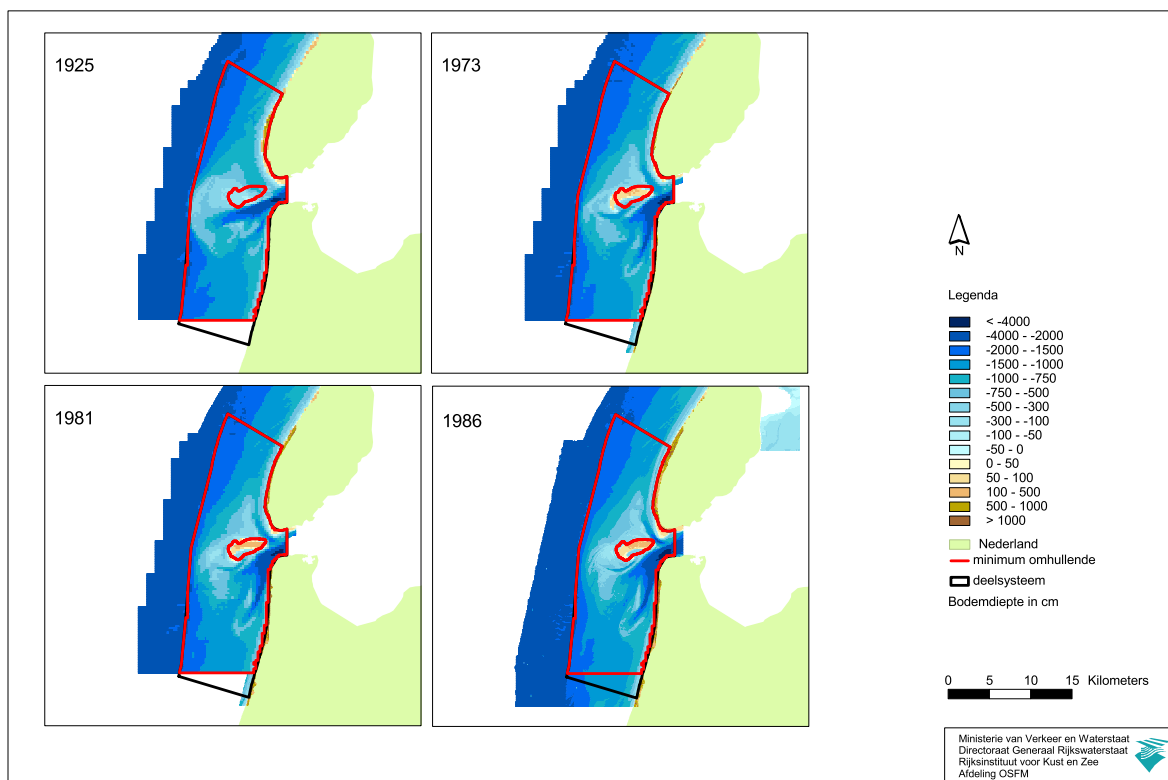 1925
1973
1981
1986
N
Legenda
< -4000
-4000 - -2000
-2000 - -1500
-1500 - -1000
-1000 - -750
-750 - -500
-500 - -300
-300 - -100
-100 - -50
-50 - 0
0 - 50
50 - 100
100 - 500
500 - 1000
> 1000
Nederland
minimum omhullende
deelsysteem
Bodemdiepte in cm
0 5 10 15 Kilometers
Ministerie van Verkeer en Waterstaat
Directoraat Generaal Rijkswaterstaat
Rijksinstituut voor Kust en Zee
Afdeling OSFM